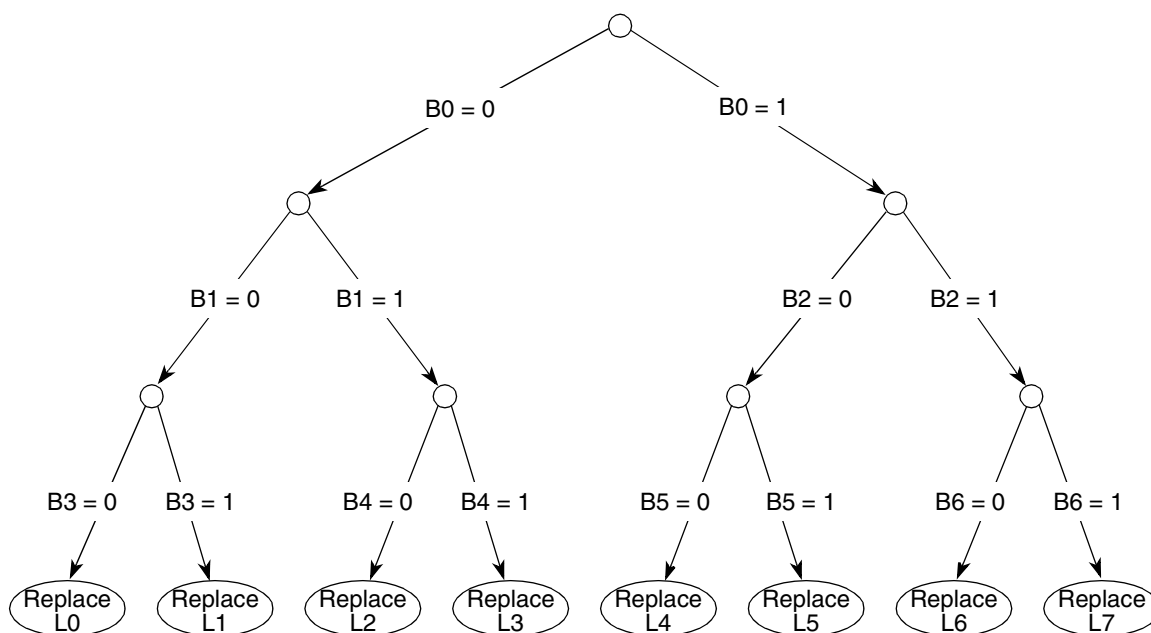 B0 = 0
B0 = 1
B1 = 0
B1 = 1
B2 = 0
B2 = 1
B3 = 0
B3 = 1
B4 = 0
B4 = 1
B5 = 0
B5 = 1
B6 = 0
B6 = 1
Replace
L0
Replace
L1
Replace
L2
Replace
L3
Replace
L4
Replace
L5
Replace
L6
Replace
L7